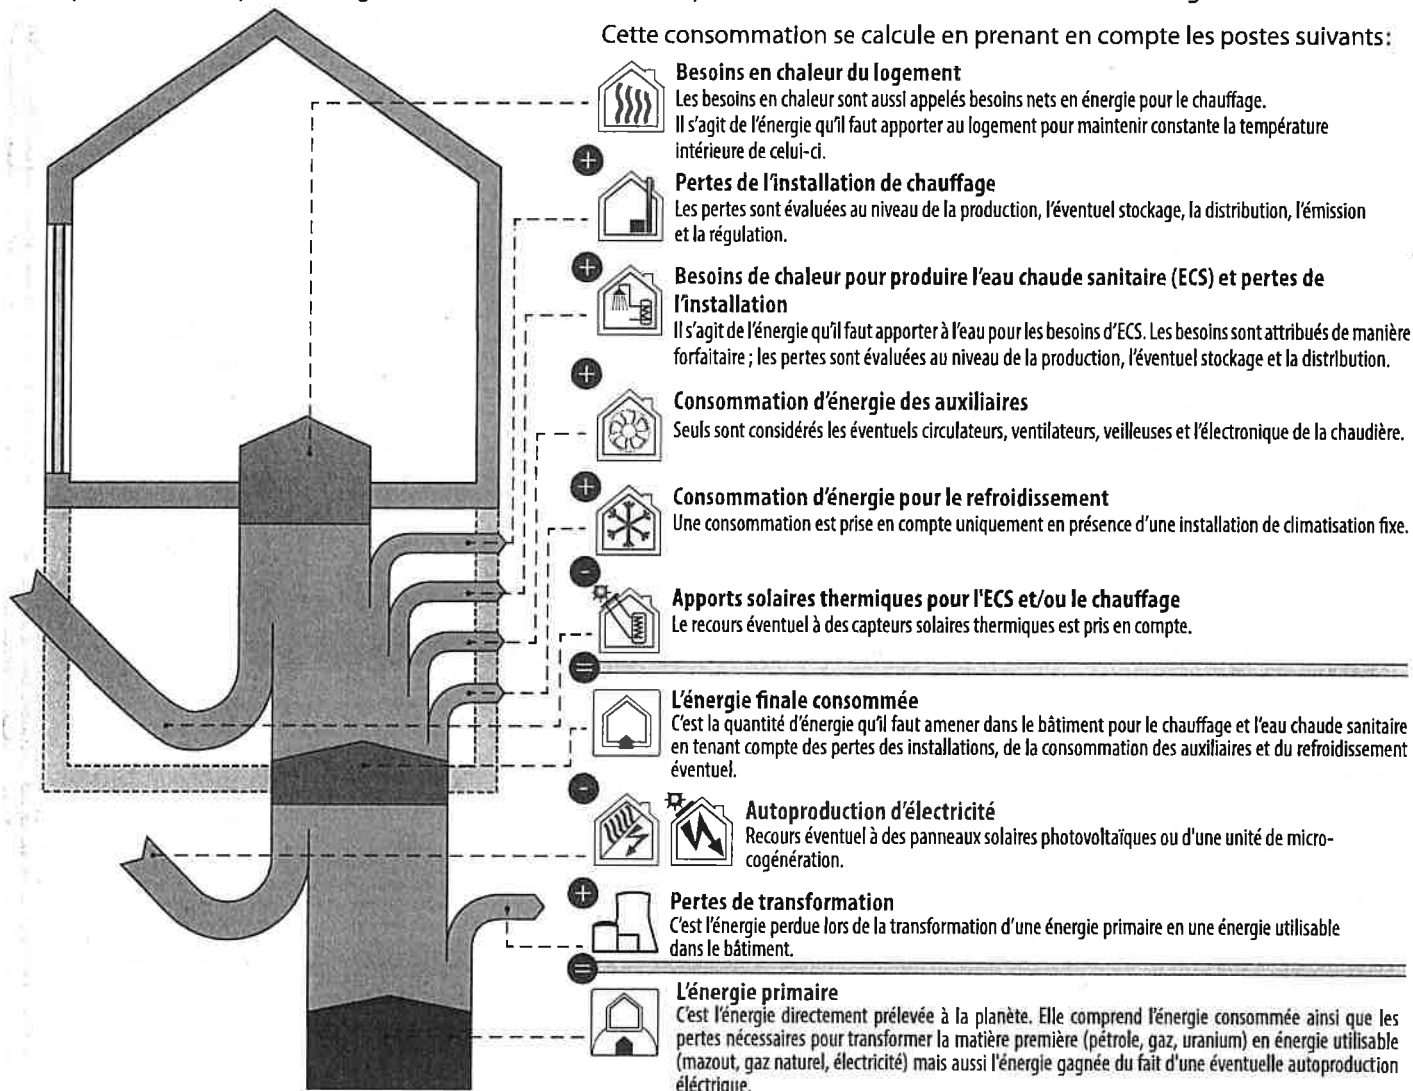 Cette consommation se calcule en prenant en compte les postes suivants:
Besoins en chaleur du logement
Les besoins en chaleur sont aussi appelés besoins nets en énergie pour le chauffage.
Il s'agit de l'énergie qu'il faut apporter au logement pour maintenir constante la température
intérieure de celui-ci.
+
Pertes de l'installation de chauffage
Les pertes sont évaluées au niveau de la production, l'éventuel stockage, la distribution, l'émission
et la régulation.
+
Besoins de chaleur pour produire l'eau chaude sanitaire (ECS) et pertes de
l'installation
Il s'agit de l'énergie qu'il faut apporter à l'eau pour les besoins d'ECS. Les besoins sont attribués de manière
forfaitaire ; les pertes sont évaluées au niveau de la production, l'éventuel stockage et la distribution.
+
Consommation d'énergie des auxiliaires
Seuls sont considérés les éventuels circulateurs, ventilateurs, veilleuses et l'électronique de la chaudière.
+
Consommation d'énergie pour le refroidissement
Une consommation est prise en compte uniquement en présence d'une installation de climatisation fixe.
-
Apports solaires thermiques pour l'ECS et/ou le chauffage
Le recours éventuel à des capteurs solaires thermiques est pris en compte.
=
L'énergie finale consommée
C'est la quantité d'énergie qu'il faut amener dans le bâtiment pour le chauffage et l'eau chaude sanitaire
en tenant compte des pertes des installations, de la consommation des auxiliaires et du refroidissement
éventuel.
-
Autoproduction d'électricité
Recours éventuel à des panneaux solaires photovoltaïques ou d'une unité de micro-
cogénération.
+
Pertes de transformation
C'est l'énergie perdue lors de la transformation d'une énergie primaire en une énergie utilisable
dans le bâtiment.
=
L'énergie primaire
C'est l'énergie directement prélevée à la planète. Elle comprend l'énergie consommée ainsi que les
pertes nécessaires pour transformer la matière première (pétrole, gaz, uranium) en énergie utilisable
(mazout, gaz naturel, électricité) mais aussi l'énergie gagnée du fait d'une éventuelle autoproduction
éléctrique.